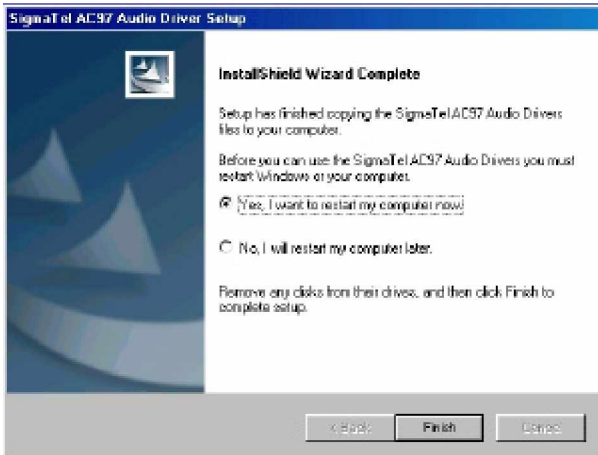 SigmaTel AC97 Audio Driver Setup
InstallShield Wizard Complete
Setup has finished copying the SigmaTel AC97 Audio Drivers
files to your computer.
Before you can use the SigmaTel AC97 Audio Drivers you must
restart Windows or your computer.
Yes, I want to restart my computer now.
No, I will restart my computer later.
Remove any disks from their drives, and then click Finish to
complete setup.
< Back
Finish
Cancel